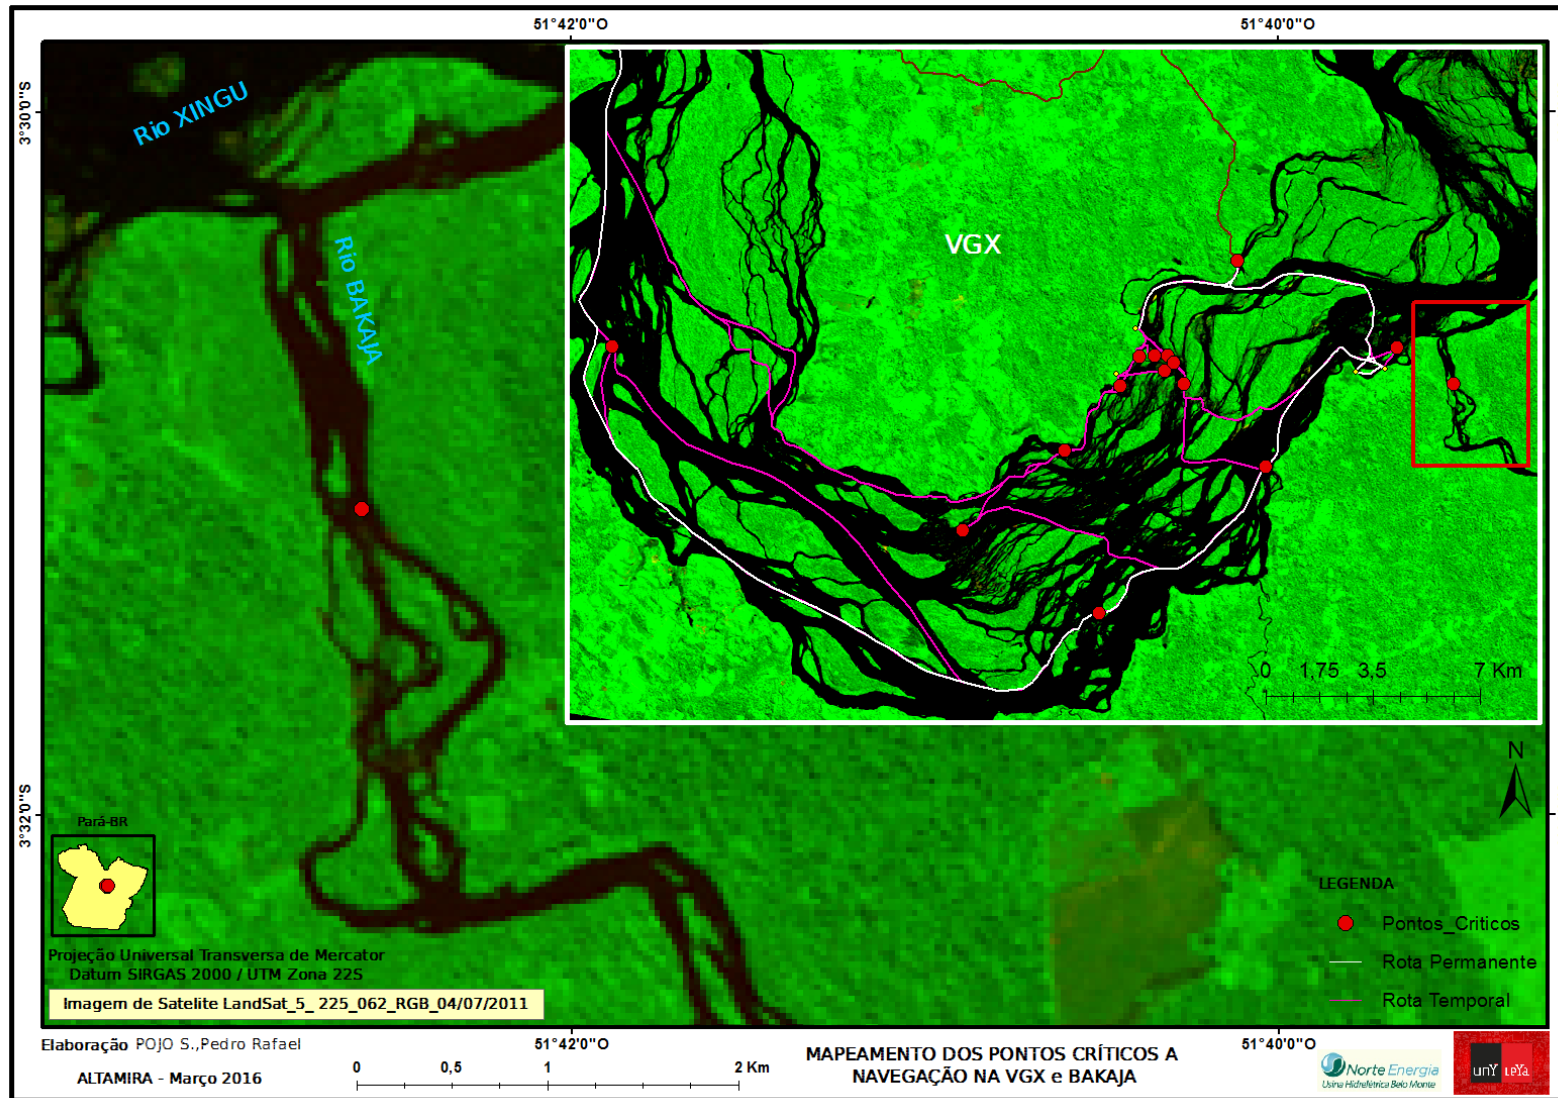 51°42'0"O
51°40'0"O
3°30'0"S
Rio XINGU
Rio BAKAJA
VGX
0 1,75 3,5 7 Km
N
3°32'0"S
Pará-BR
LEGENDA
Pontos_Criticos
Rota Permanente
Rota Temporal
Projeção Universal Transversa de Mercator
Datum SIRGAS 2000 / UTM Zona 22S
Imagem de Satelite LandSat_5_ 225_062_RGB_04/07/2011
Elaboração POJO S.,Pedro Rafael
ALTAMIRA - Março 2016
51°42'0"O
51°40'0"O
0 0,5 1 2 Km
MAPEAMENTO DOS PONTOS CRÍTICOS A
NAVEGAÇÃO NA VGX e BAKAJA
Norte Energia
Usina Hidrelétrica Belo Monte
unY LeYa